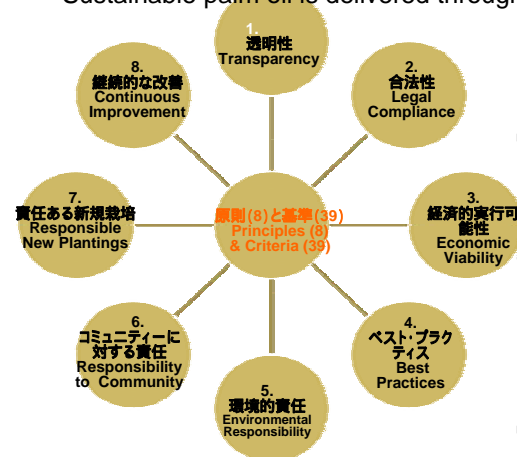 Sustainable palm oil is delivered through
1.
透明性
Transparency
2.
合法性
Legal
Compliance
3.
経済的実行可
能性
Economic
Viability
4.
ベスト・プラク
ティス
Best
Practices
5.
環境的責任
Environmental
Responsibility
6.
コミュニティーに
対する責任
Responsibility
to Community
7.
責任ある新規栽培
Responsible
New Plantings
8.
継続的な改善
Continuous
Improvement
原則(8)と基準(39)
Principles (8)
& Criteria (39)